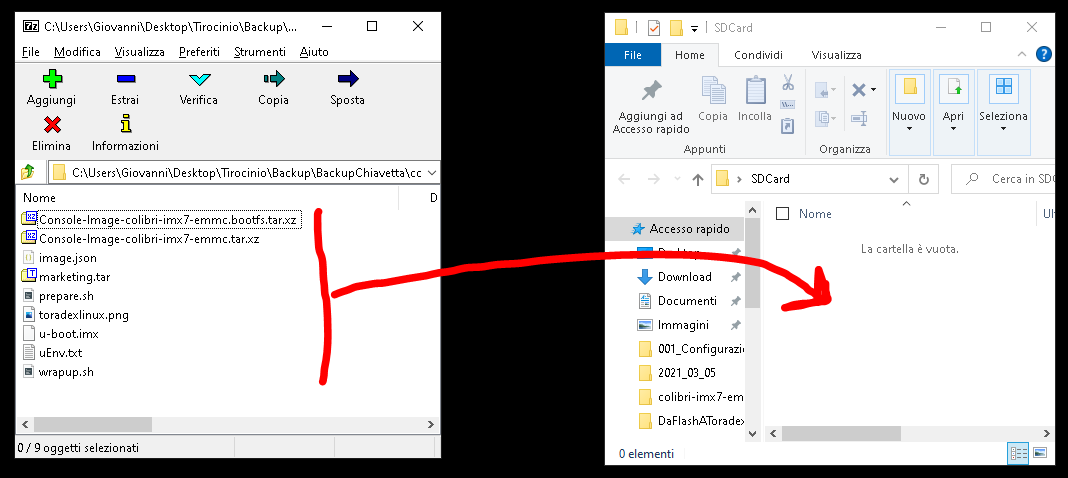 C:\Users\Giovanni\Desktop\Tirocinio\Backup\...
File Modifica Visualizza Preferiti Strumenti Aiuto
Aggiungi Estrai Verifica Copia Sposta
Elimina Informazioni
C:\Users\Giovanni\Desktop\Tirocinio\Backup\BackupChiavetta\cc
Nome D
Console-Image-colibri-imx7-emmc.bootfs.tar.xz
Console-Image-colibri-imx7-emmc.tar.xz
image.json
marketing.tar
prepare.sh
toradexlinux.png
u-boot.imx
uEnv.txt
wrapup.sh
0 / 9 oggetti selezionati
SDCard
File Home Condividi Visualizza
Aggiungi ad
Accesso rapido
Copia Incolla
Nuovo Apri Seleziona
Appunti Organizza
SDCard
Cerca in SDC
Accesso rapido
Desktop
Download
Documenti
Immagini
001_Configurazi
2021_03_05
colibri-imx7-em
DaFlashAToradex
Nome Ult
La cartella è vuota.
0 elementi